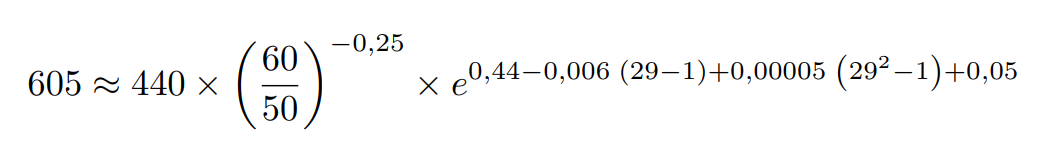 605 ≈ 440 × (60/50)^{−0,25} × e^{0,44−0,006 (29−1)+0,00005 (29²−1)+0,05}